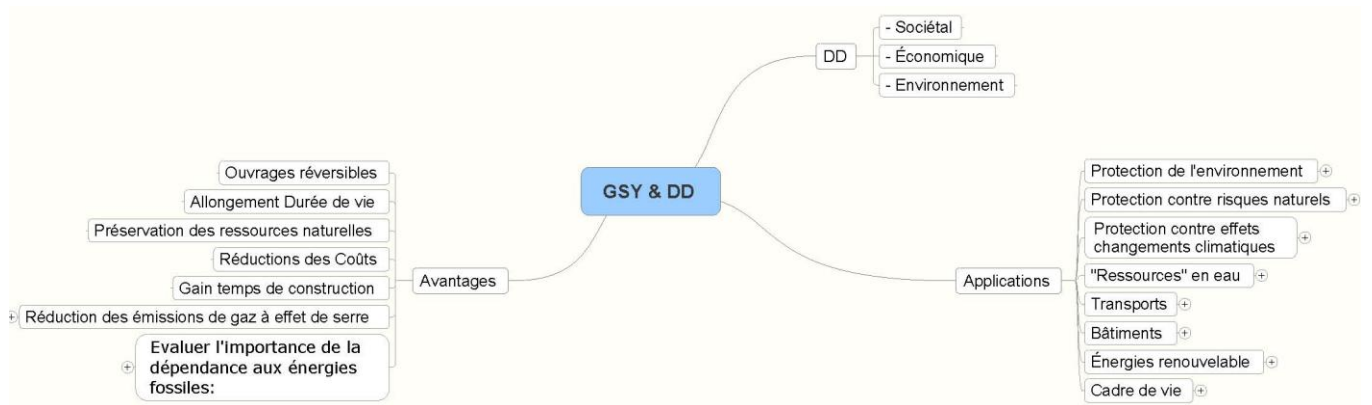 - Sociétal
DD
- Économique
- Environnement
GSY & DD
Ouvrages réversibles
Allongement Durée de vie
Préservation des ressources naturelles
Réductions des Coûts
Gain temps de construction
Réduction des émissions de gaz à effet de serre
Evaluer l'importance de la
dépendance aux énergies
fossiles:
Avantages
Applications
Protection de l'environnement
Protection contre risques naturels
Protection contre effets
changements climatiques
"Ressources" en eau
Transports
Bâtiments
Énergies renouvelable
Cadre de vie